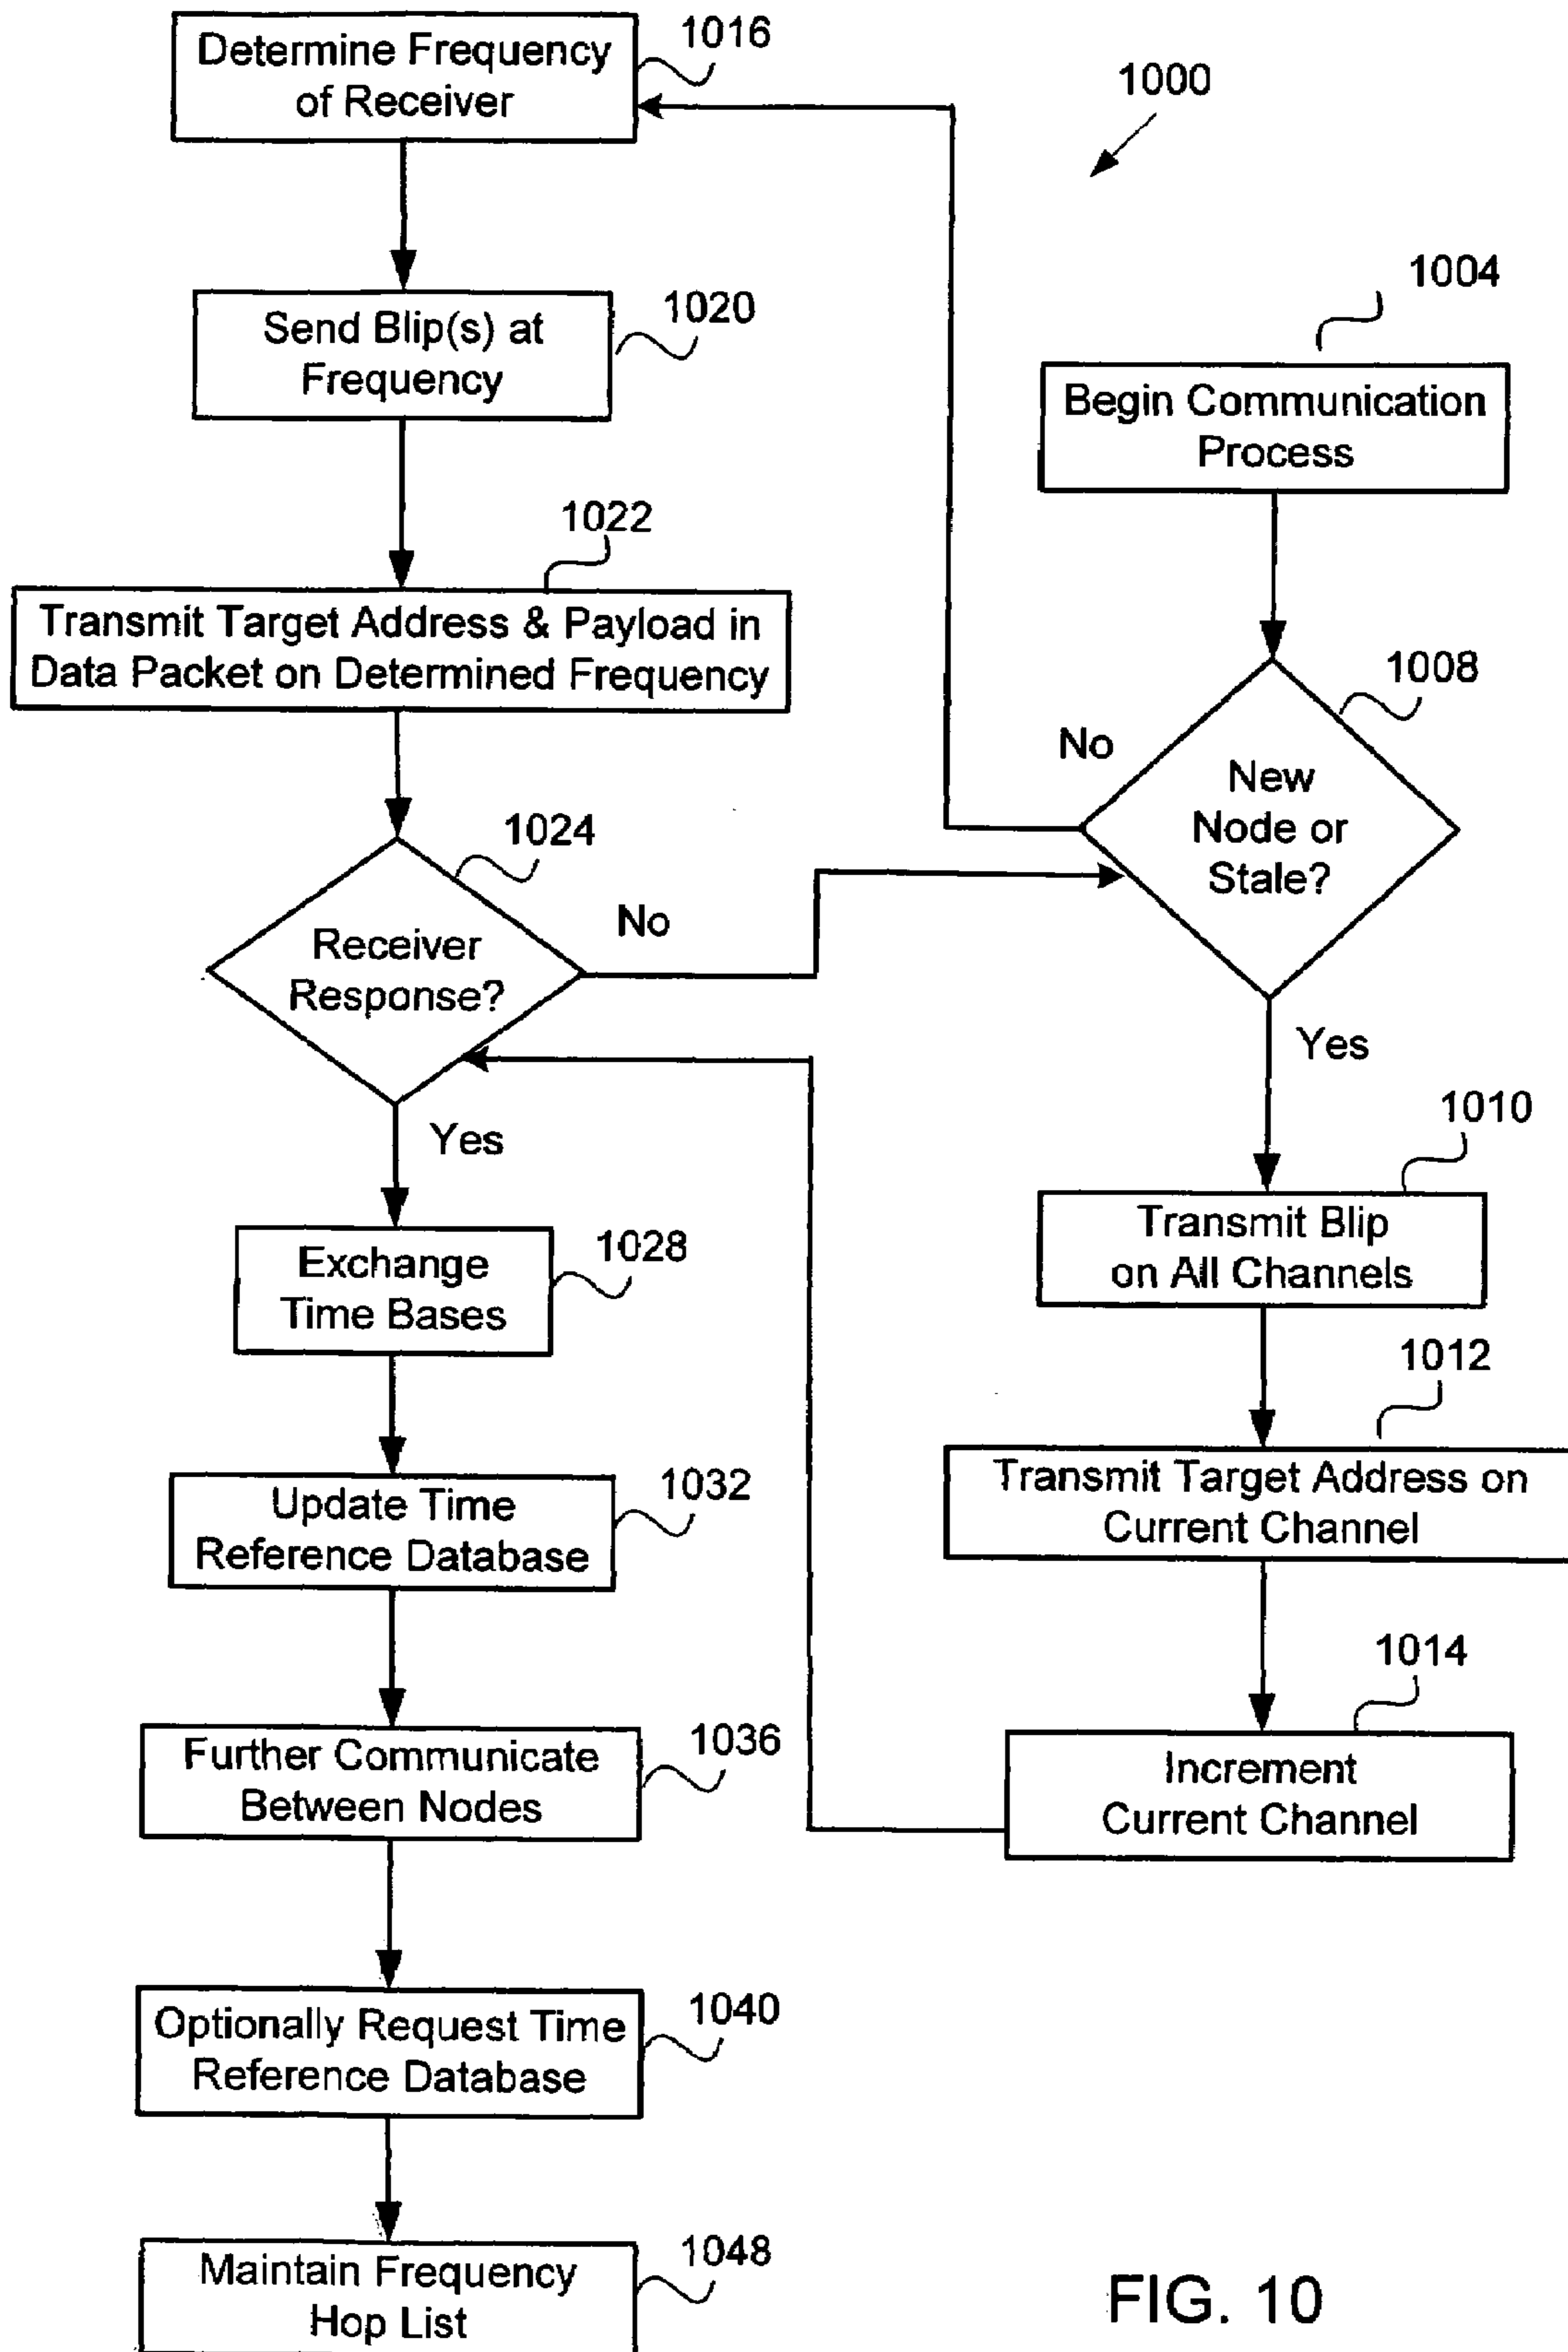 Determine Frequency
of Receiver
1016
1000
Send Blip(s) at
Frequency
1020
1004
Begin Communication
Process
1022
Transmit Target Address & Payload in
Data Packet on Determined Frequency
1008
No
New
Node or
Stale?
1024
Receiver
Response?
No
Yes
Yes
1010
Transmit Blip
on All Channels
Exchange
Time Bases
1028
1012
Transmit Target Address on
Current Channel
Update Time
Reference Database
1032
1014
Increment
Current Channel
Further Communicate
Between Nodes
1036
Optionally Request Time
Reference Database
1040
Maintain Frequency
Hop List
1048
FIG. 10